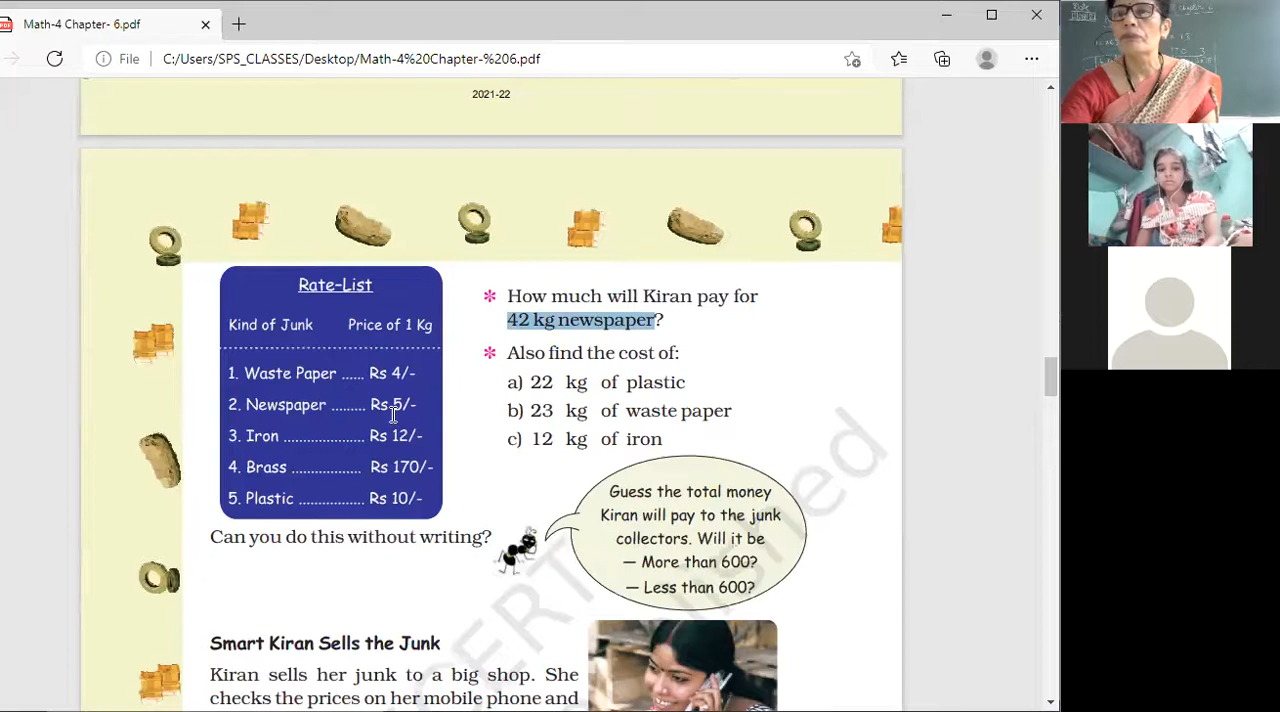 Math-4 Chapter- 6.pdf
File
C:/Users/SPS_CLASSES/Desktop/Math-4%20Chapter-%206.pdf
2021-22
Rate-List
Kind of Junk Price of 1 Kg
1. Waste Paper ...... Rs 4/-
2. Newspaper ......... Rs 5/-
3. Iron ..................... Rs 12/-
4. Brass .................. Rs 170/-
5. Plastic ................. Rs 10/-
Can you do this without writing?
* How much will Kiran pay for
42 kg newspaper?
* Also find the cost of:
a) 22 kg of plastic
b) 23 kg of waste paper
c) 12 kg of iron
Guess the total money
Kiran will pay to the junk
collectors. Will it be
— More than 600?
— Less than 600?
Smart Kiran Sells the Junk
Kiran sells her junk to a big shop. She
checks the prices on her mobile phone and